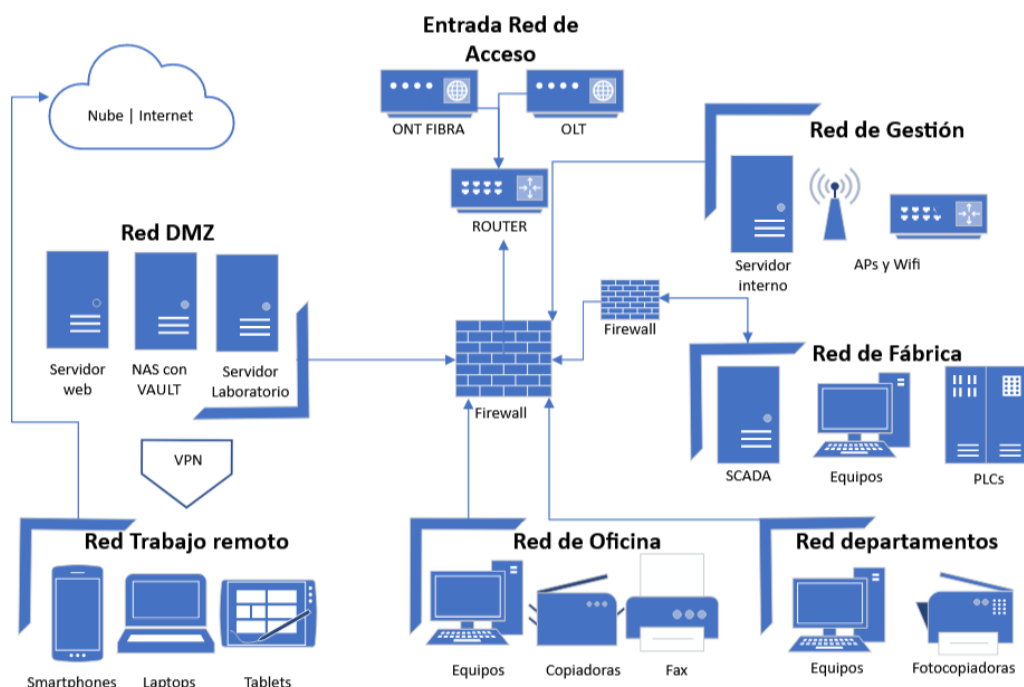 Entrada Red de
Acceso
Nube | Internet
ONT FIBRA
OLT
Red de Gestión
ROUTER
Red DMZ
Servidor
interno
APs y Wifi
Firewall
Servidor
web
NAS con
VAULT
Servidor
Laboratorio
Firewall
Red de Fábrica
SCADA
Equipos
PLCs
VPN
Red Trabajo remoto
Red de Oficina
Red departamentos
Smartphones
Laptops
Tablets
Equipos
Copiadoras
Fax
Equipos
Fotocopiadoras